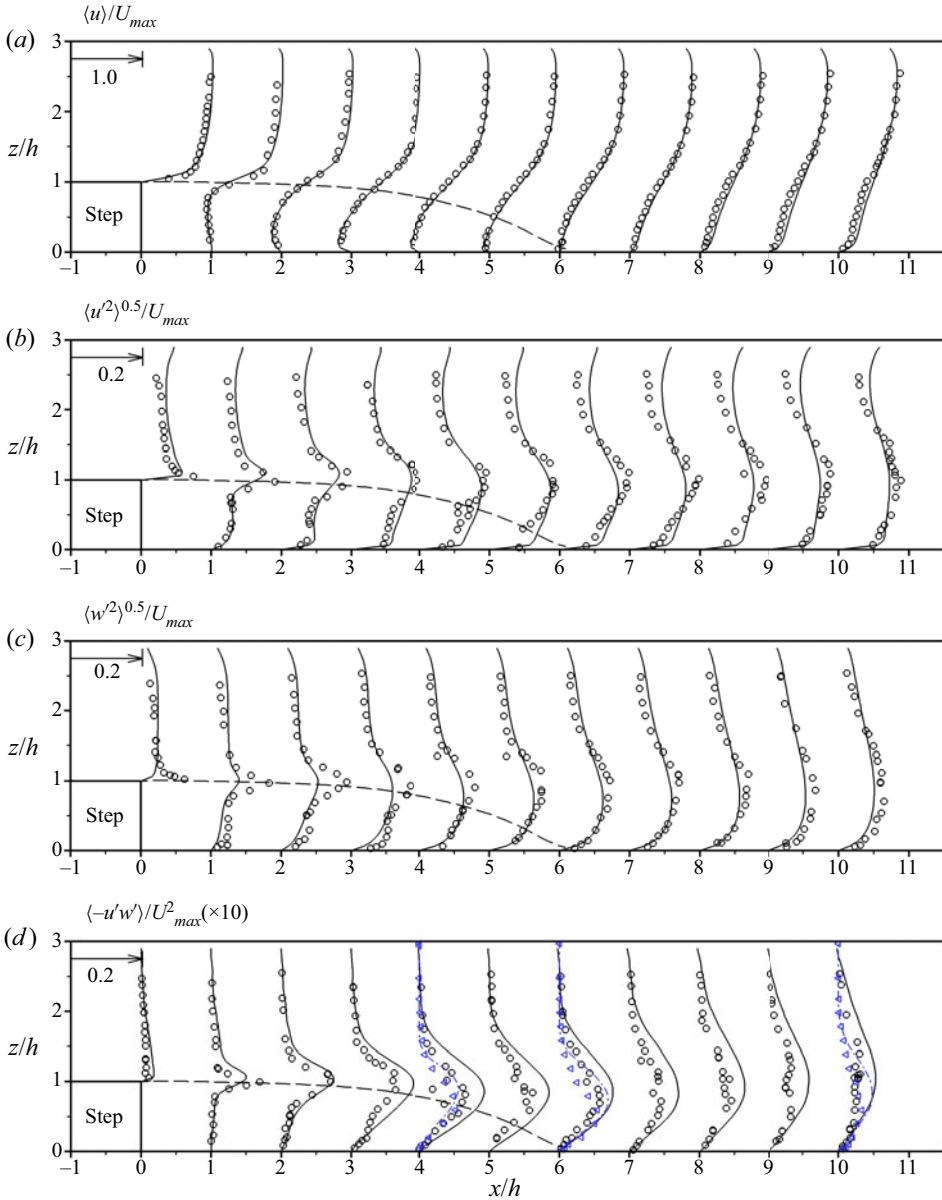 ⟨u⟩/U_max
(a)
3
1.0
2
z/h
1
Step
0
–1 0 1 2 3 4 5 6 7 8 9 10 11
⟨u′²⟩^0.5/U_max
(b)
3
0.2
2
z/h
1
Step
0
–1 0 1 2 3 4 5 6 7 8 9 10 11
⟨w′²⟩^0.5/U_max
(c)
3
0.2
2
z/h
1
Step
0
–1 0 1 2 3 4 5 6 7 8 9 10 11
⟨–u′w′⟩/U²_max(×10)
(d)
3
0.2
2
z/h
1
Step
0
–1 0 1 2 3 4 5 6 7 8 9 10 11
x/h